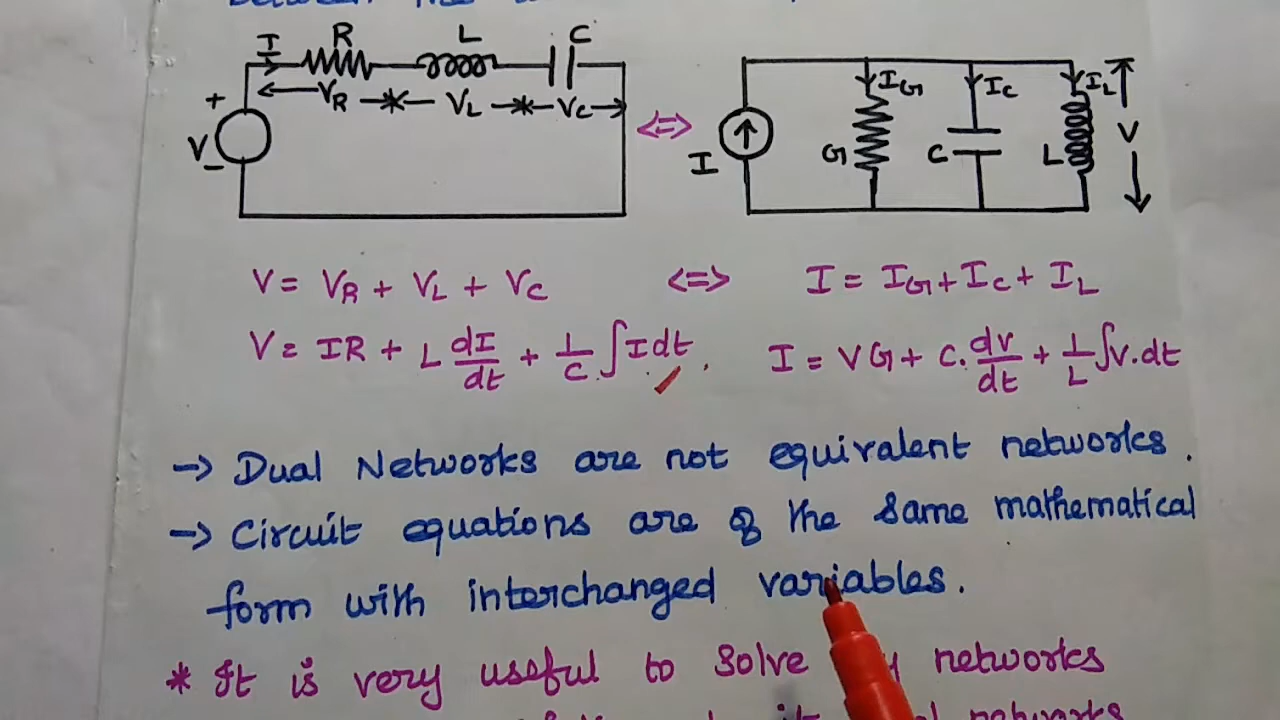 I R L C
+ V_R V_L V_C
V
-
<=>
I I_G I_C I_L
G C L V
V = V_R + V_L + V_C <=> I = I_G + I_C + I_L
V = IR + L dI/dt + 1/C ∫I dt. I = VG + C. dv/dt + 1/L ∫V.dt
→ Dual Networks are not equivalent networks.
→ Circuit equations are of the same mathematical
form with interchanged variables.
* It is very useful to solve networks
networks